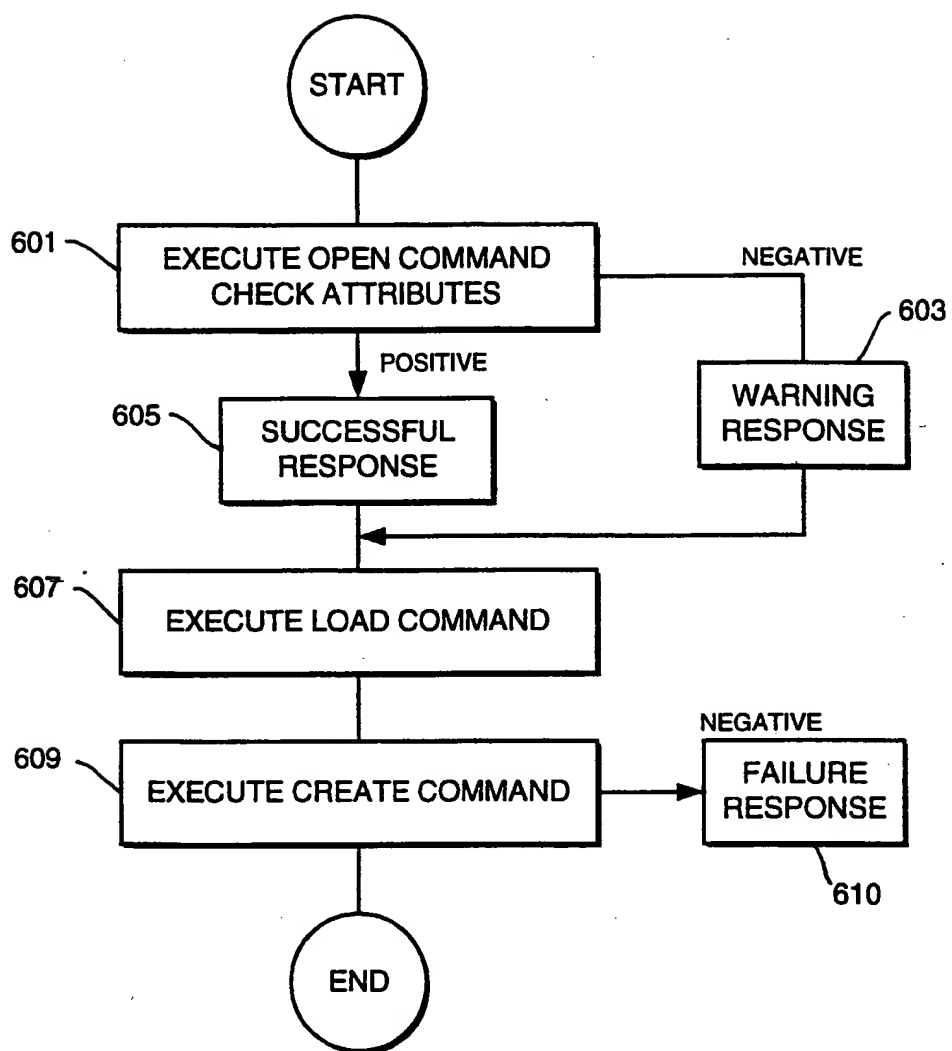 START
601
EXECUTE OPEN COMMAND
CHECK ATTRIBUTES
NEGATIVE
603
WARNING
RESPONSE
POSITIVE
605
SUCCESSFUL
RESPONSE
607
EXECUTE LOAD COMMAND
609
EXECUTE CREATE COMMAND
NEGATIVE
FAILURE
RESPONSE
610
END